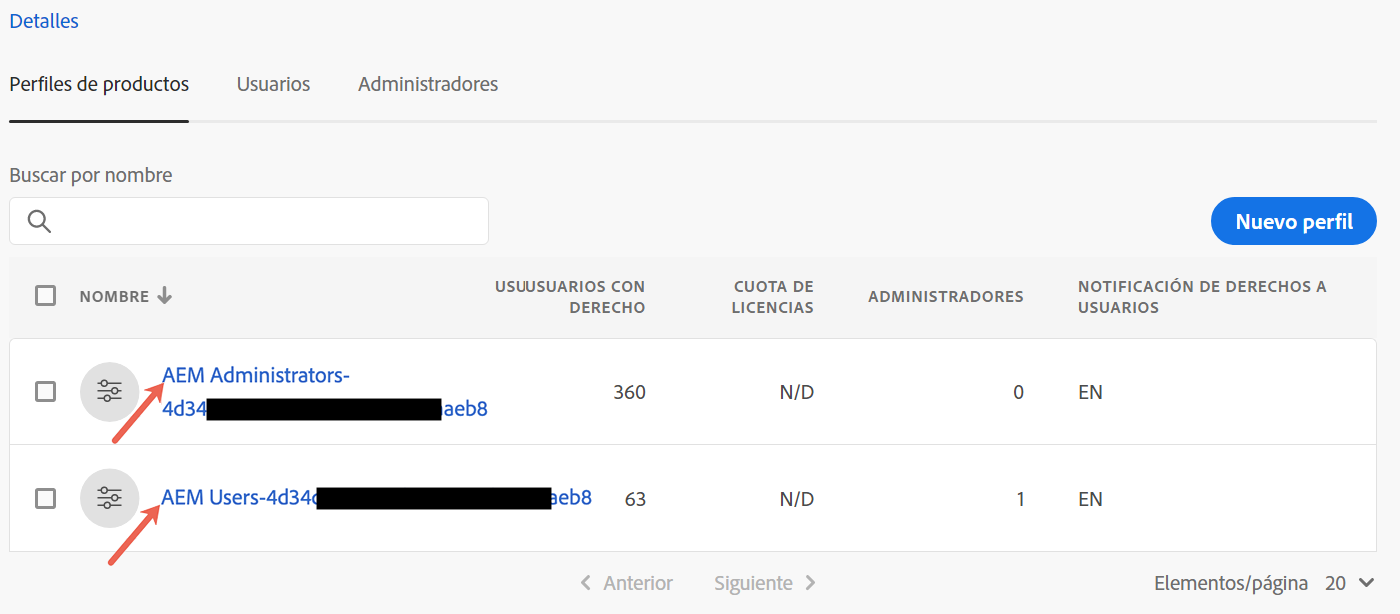 Detalles
Perfiles de productos Usuarios Administradores
Buscar por nombre
Nuevo perfil
NOMBRE USUUSUARIOS CON DERECHO CUOTA DE LICENCIAS ADMINISTRADORES NOTIFICACIÓN DE DERECHOS A USUARIOS
AEM Administrators-
4d34 aeb8 360 N/D 0 EN
AEM Users-4d34 aeb8 63 N/D 1 EN
Anterior Siguiente Elementos/página 20